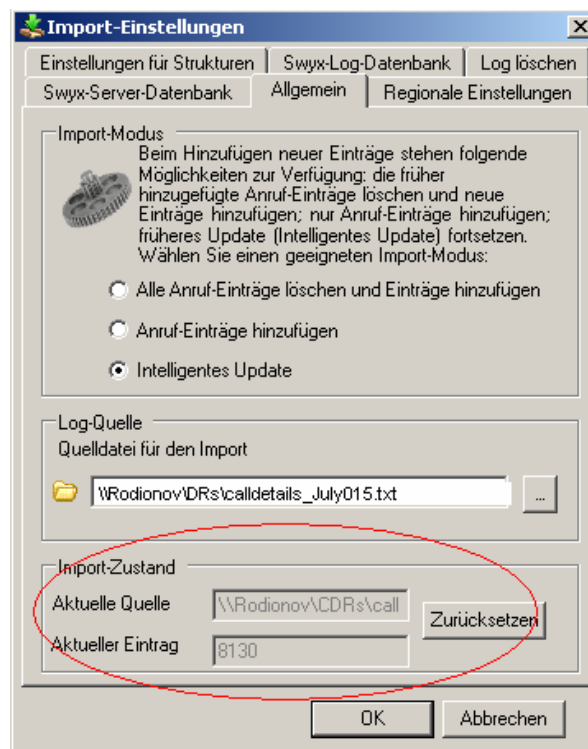 Import-Einstellungen
Einstellungen für Strukturen
Swyx-Log-Datenbank
Log löschen
Swyx-Server-Datenbank
Allgemein
Regionale Einstellungen
Import-Modus
Beim Hinzufügen neuer Einträge stehen folgende
Möglichkeiten zur Verfügung: die früher
hinzugefügte Anruf-Einträge löschen und neue
Einträge hinzufügen; nur Anruf-Einträge hinzufügen;
früheres Update (Intelligentes Update) fortsetzen.
Wählen Sie einen geeigneten Import-Modus:
Alle Anruf-Einträge löschen und Einträge hinzufügen
Anruf-Einträge hinzufügen
Intelligentes Update
Log-Quelle
Quelldatei für den Import
\\Rodionov\DRs\calldetails_July015.txt
...
Import-Zustand
Aktuelle Quelle
\\Rodionov\CDRs\call
Zurücksetzen
Aktueller Eintrag
8130
OK
Abbrechen